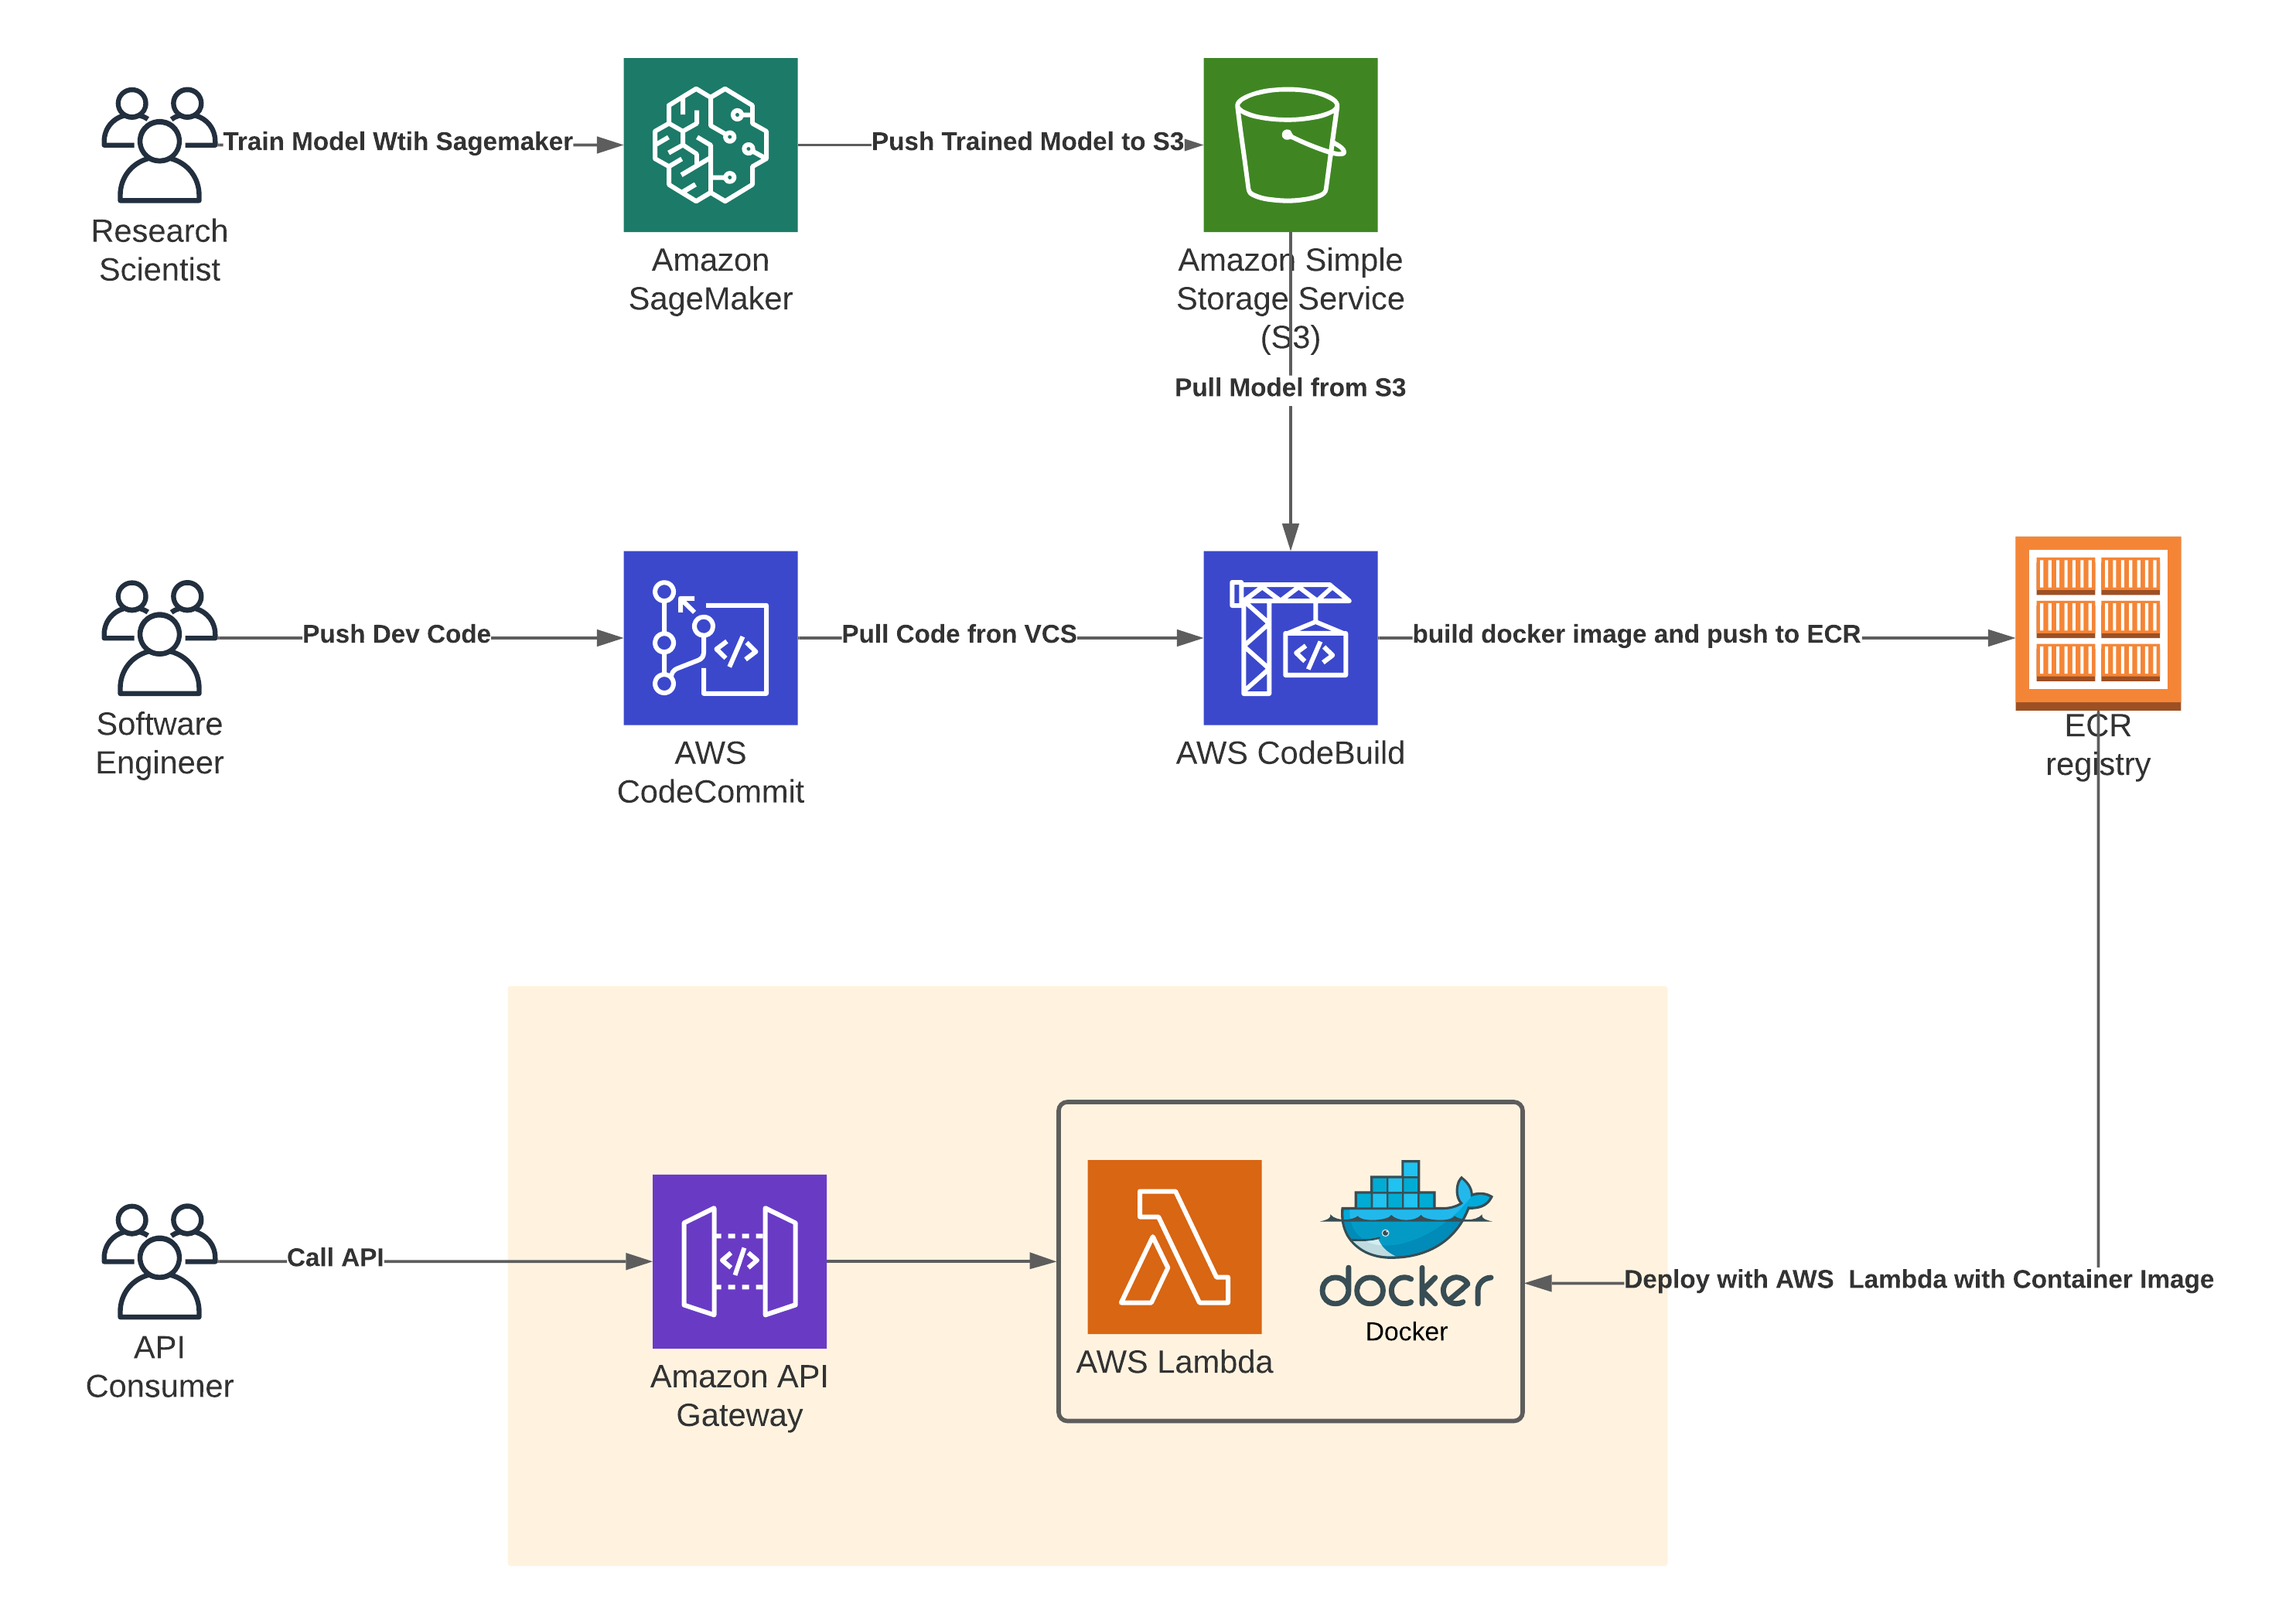 Train Model Wtih Sagemaker
Push Trained Model to S3
Research
Scientist
Amazon
SageMaker
Amazon Simple
Storage Service
(S3)
Pull Model from S3
Push Dev Code
Pull Code fron VCS
build docker image and push to ECR
Software
Engineer
AWS
CodeCommit
AWS CodeBuild
ECR
registry
Call API
docker
Docker
Deploy with AWS  Lambda with Container Image
API
Consumer
Amazon API
Gateway
AWS Lambda